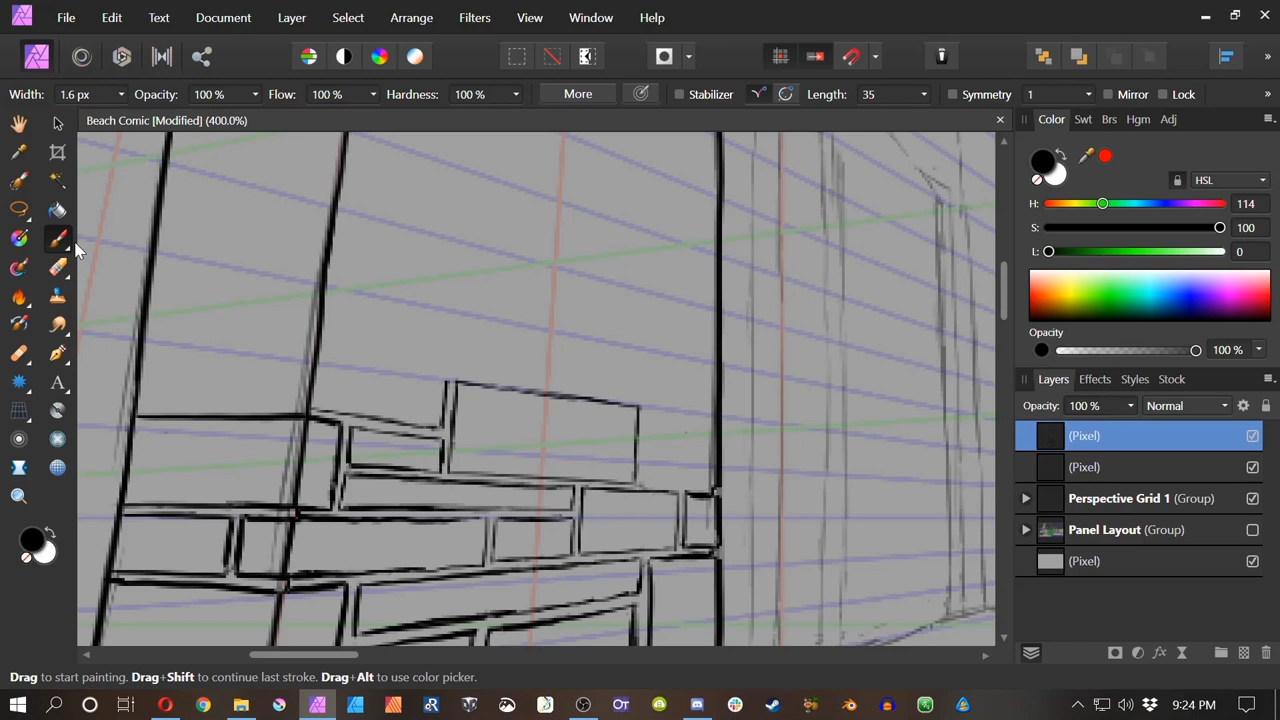 File Edit Text Document Layer Select Arrange Filters View Window Help
Width: 1.6 px Opacity: 100 % Flow: 100 % Hardness: 100 % More Stabilizer Length: 35 Symmetry 1 Mirror Lock
Beach Comic [Modified] (400.0%)
Color Swt Brs Hgm Adj
HSL
H: 114
S: 100
L: 0
Opacity
100 %
Layers Effects Styles Stock
Opacity: 100 % Normal
(Pixel)
(Pixel)
Perspective Grid 1 (Group)
Panel Layout (Group)
(Pixel)
Drag to start painting. Drag+Shift to continue last stroke. Drag+Alt to use color picker.
9:24 PM